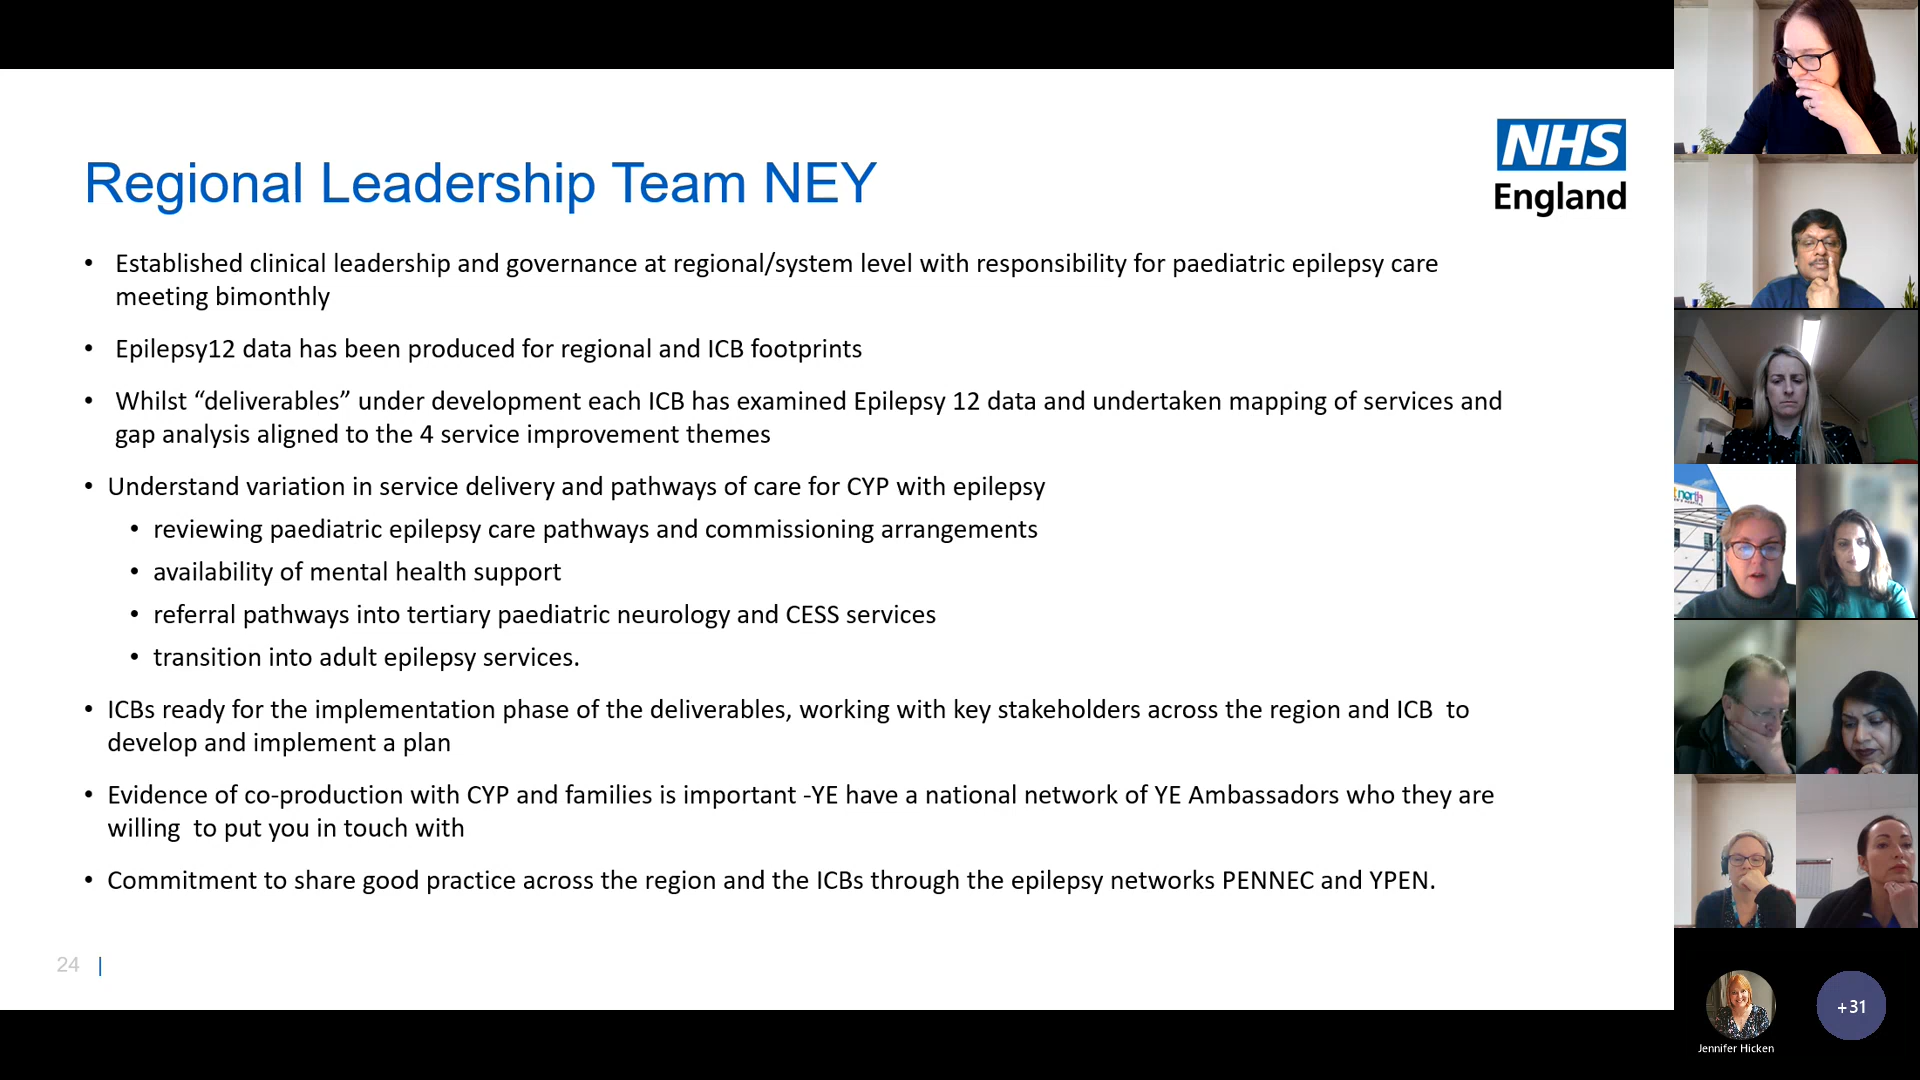 Regional Leadership Team NEY
NHS
England
• Established clinical leadership and governance at regional/system level with responsibility for paediatric epilepsy care
meeting bimonthly
• Epilepsy12 data has been produced for regional and ICB footprints
• Whilst “deliverables” under development each ICB has examined Epilepsy 12 data and undertaken mapping of services and
gap analysis aligned to the 4 service improvement themes
• Understand variation in service delivery and pathways of care for CYP with epilepsy
• reviewing paediatric epilepsy care pathways and commissioning arrangements
• availability of mental health support
• referral pathways into tertiary paediatric neurology and CESS services
• transition into adult epilepsy services.
• ICBs ready for the implementation phase of the deliverables, working with key stakeholders across the region and ICB  to
develop and implement a plan
• Evidence of co-production with CYP and families is important -YE have a national network of YE Ambassadors who they are
willing  to put you in touch with
• Commitment to share good practice across the region and the ICBs through the epilepsy networks PENNEC and YPEN.
24 |
north
+31
Jennifer Hicken